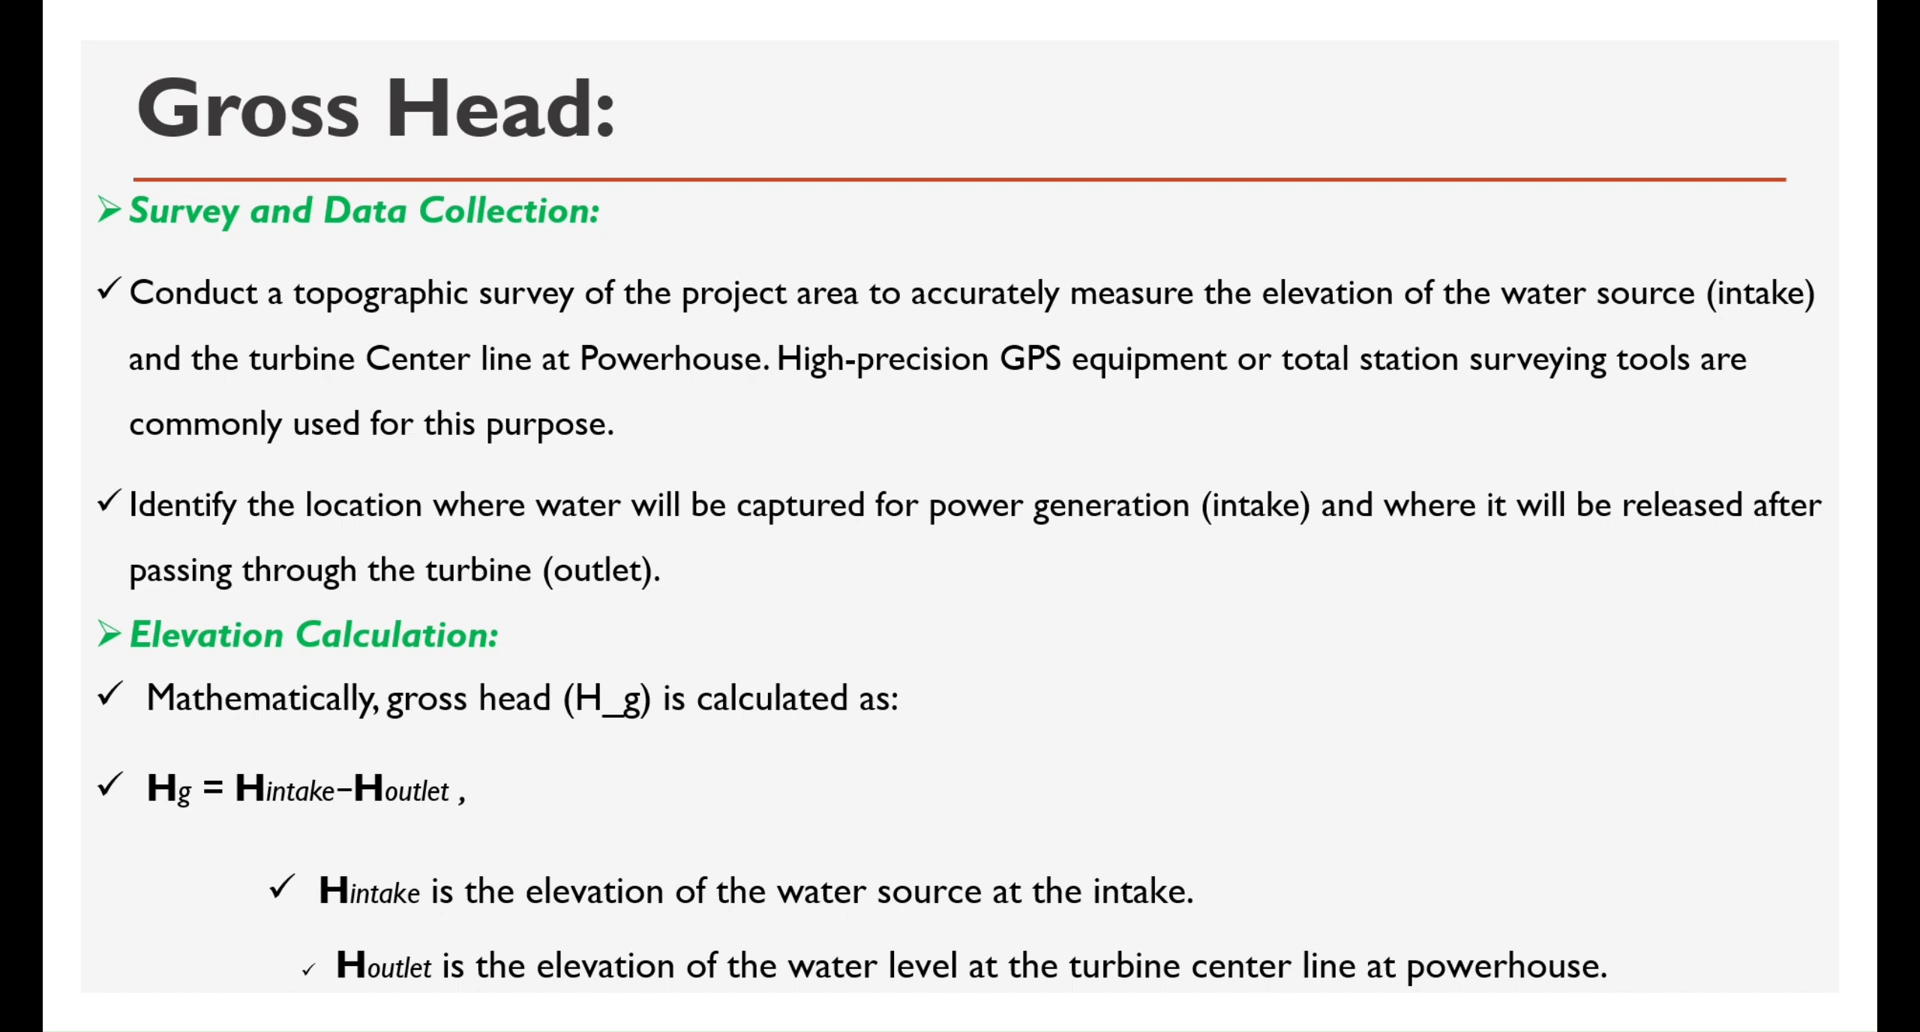 Gross Head:
➢ Survey and Data Collection:
✓ Conduct a topographic survey of the project area to accurately measure the elevation of the water source (intake)
and the turbine Center line at Powerhouse. High-precision GPS equipment or total station surveying tools are
commonly used for this purpose.
✓ Identify the location where water will be captured for power generation (intake) and where it will be released after
passing through the turbine (outlet).
➢ Elevation Calculation:
✓ Mathematically, gross head (H_g) is calculated as:
✓ Hg = Hintake−Houtlet ,
✓ Hintake is the elevation of the water source at the intake.
✓ Houtlet is the elevation of the water level at the turbine center line at powerhouse.